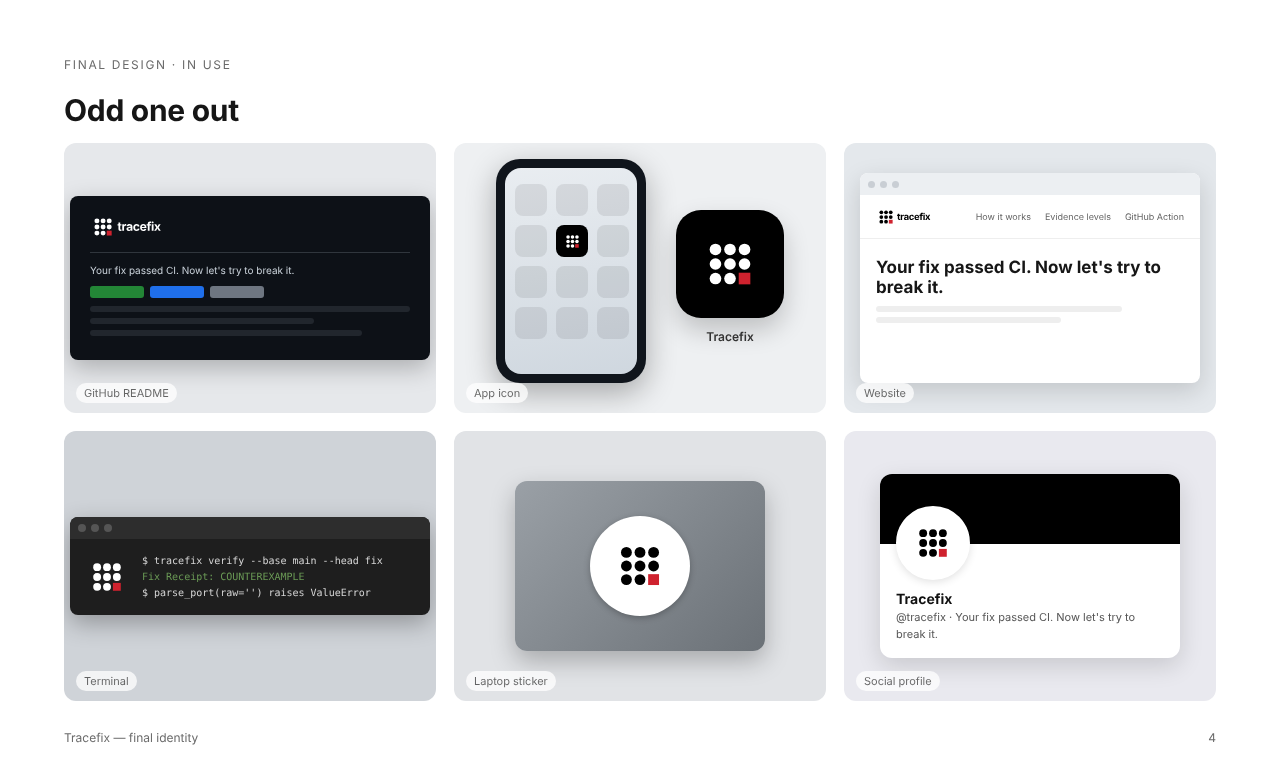 FINAL DESIGN · IN USE
Odd one out
tracefix
Your fix passed CI. Now let's try to break it.
GitHub README
Tracefix
App icon
tracefix
How it works
Evidence levels
GitHub Action
Your fix passed CI. Now let's try to
break it.
Website
$ tracefix verify --base main --head fix
Fix Receipt: COUNTEREXAMPLE
$ parse_port(raw='') raises ValueError
Terminal
Laptop sticker
Tracefix
@tracefix · Your fix passed CI. Now let's try to
break it.
Social profile
Tracefix — final identity
4